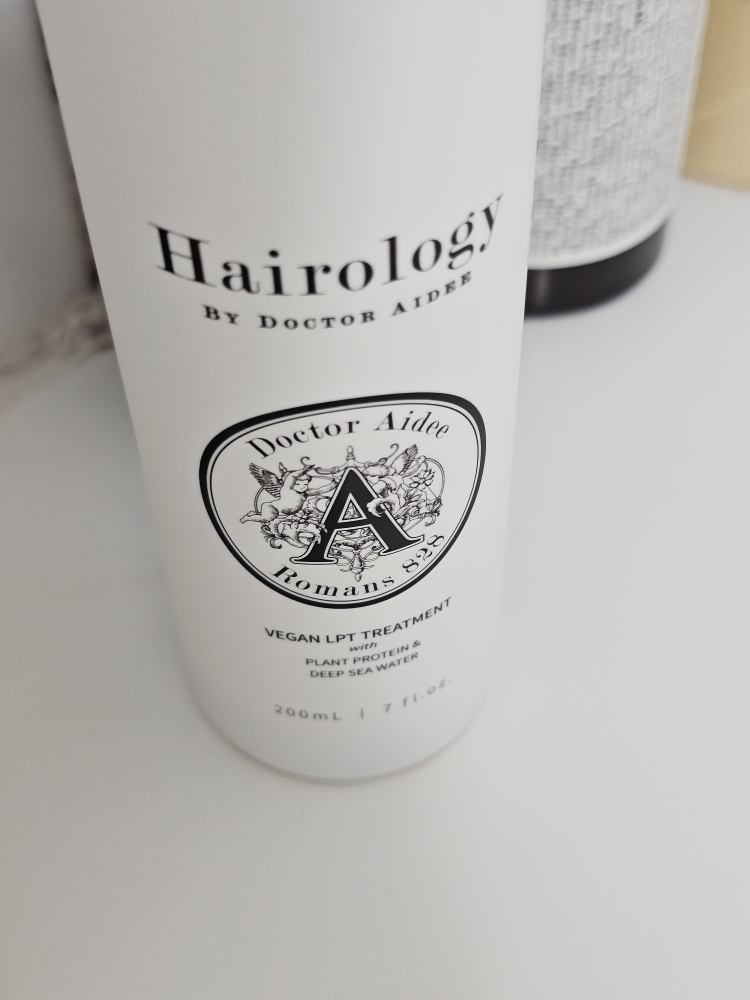 Hairology
BY DOCTOR AIDEE
Doctor Aidee
A
Romans 828
VEGAN LPT TREATMENT
with
PLANT PROTEIN &
DEEP SEA WATER
200mL | 7 fl.oz.